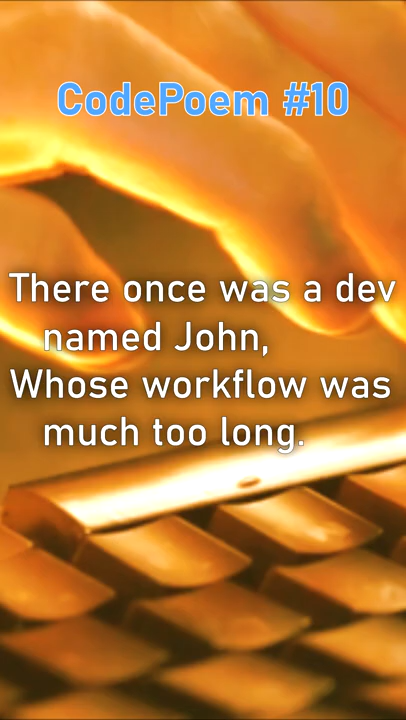 CodePoem #10
There once was a dev
named John,
Whose workflow was
much too long.